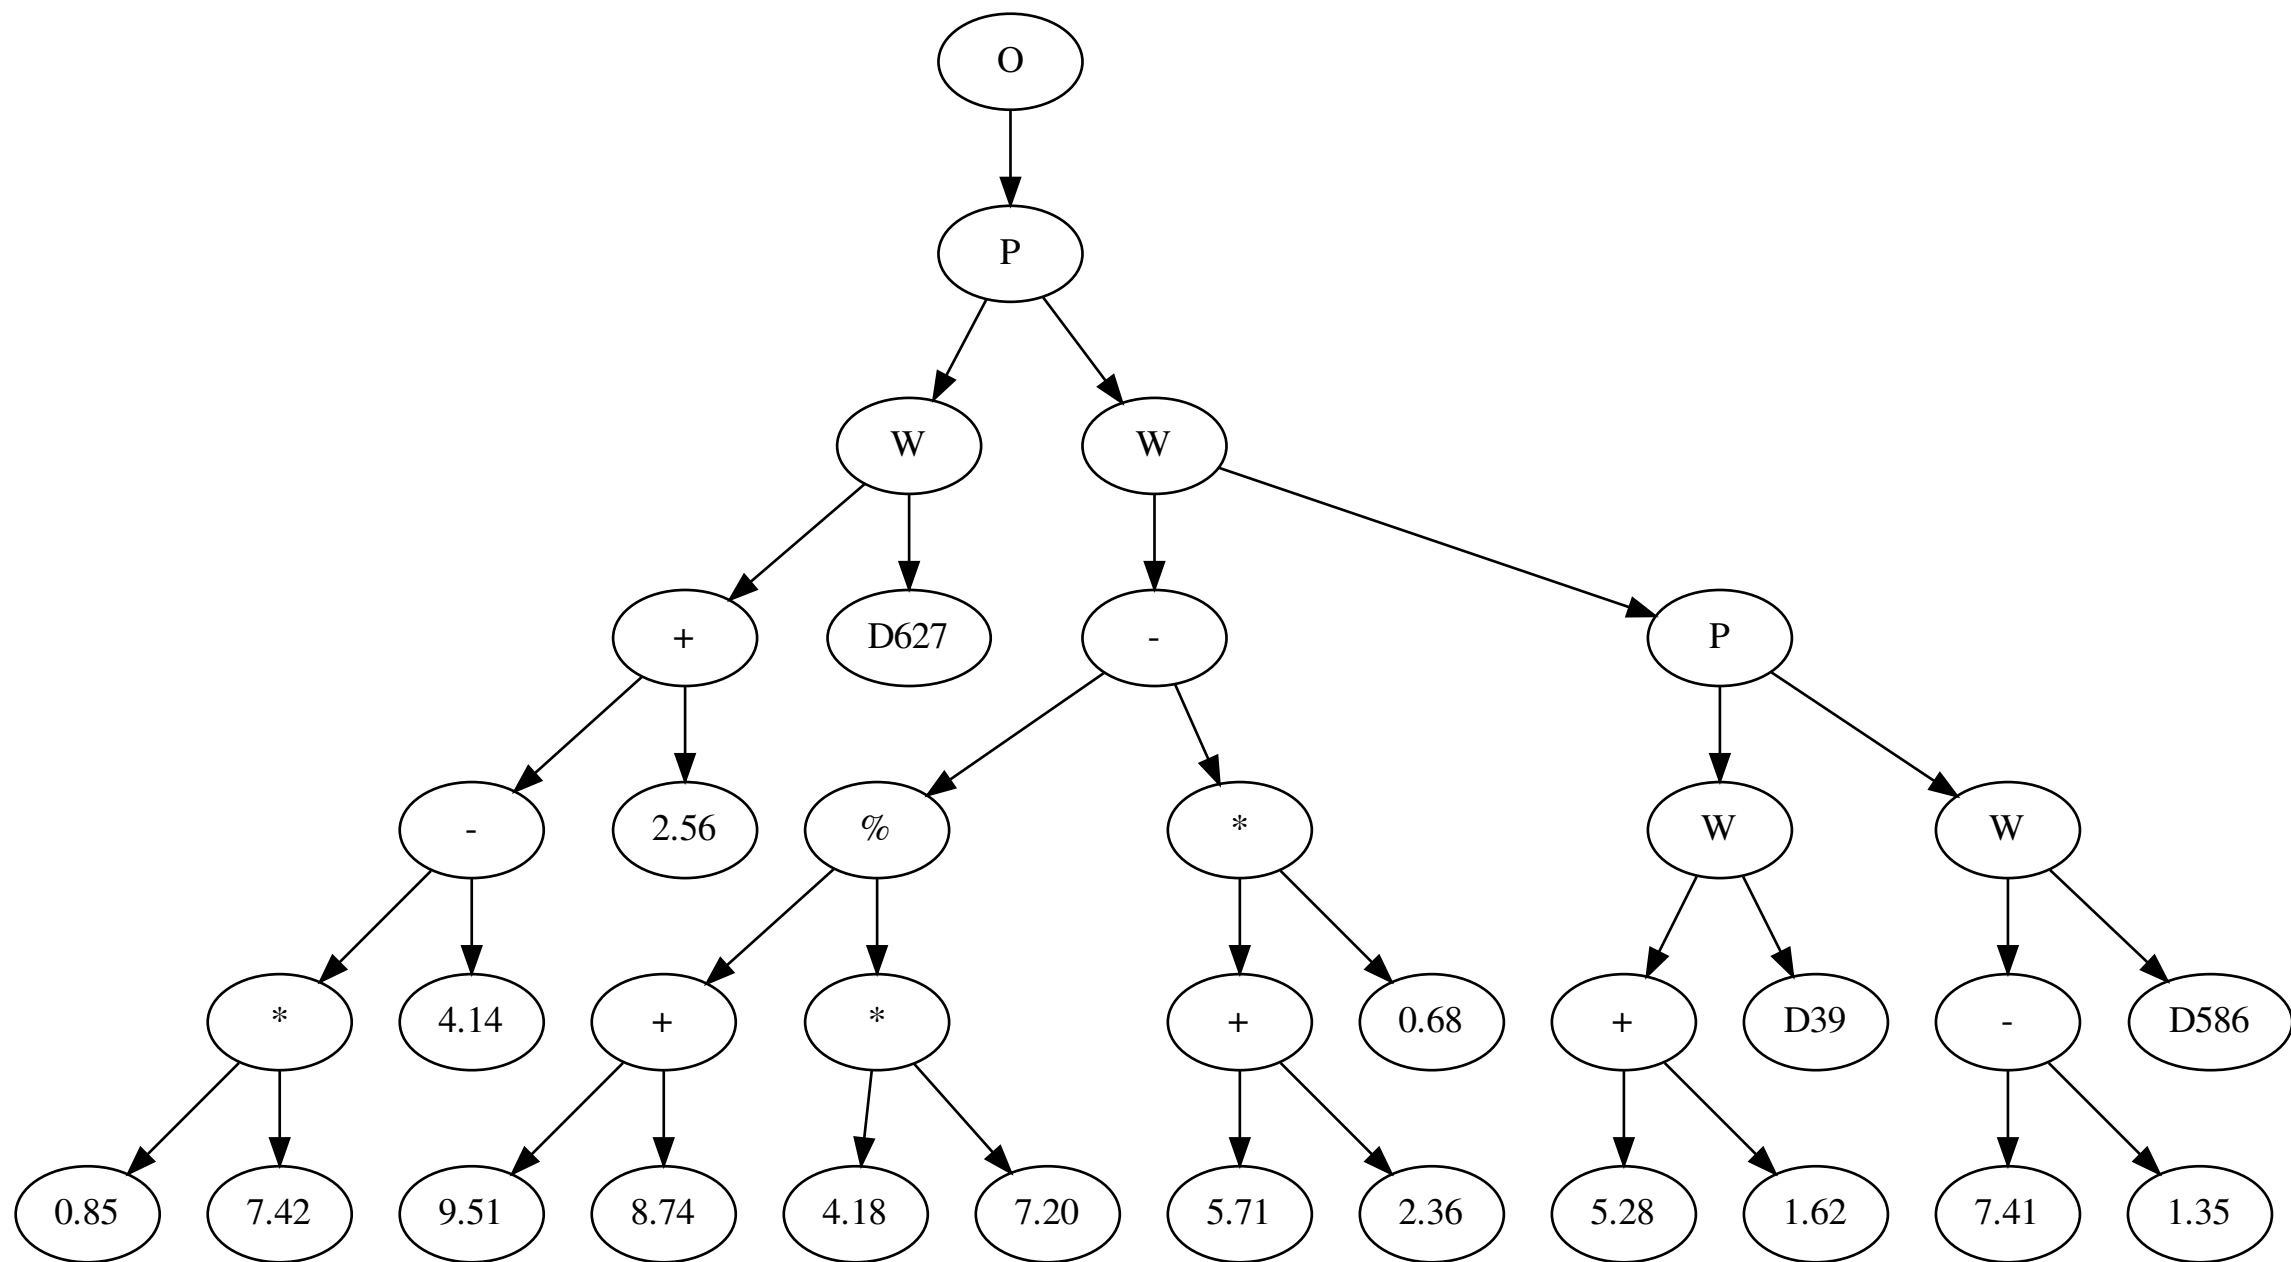 O
P
W W
+ D627 - P
- 2.56 % * W W
* 4.14 + * + 0.68 + D39 - D586
0.85 7.42 9.51 8.74 4.18 7.20 5.71 2.36 5.28 1.62 7.41 1.35